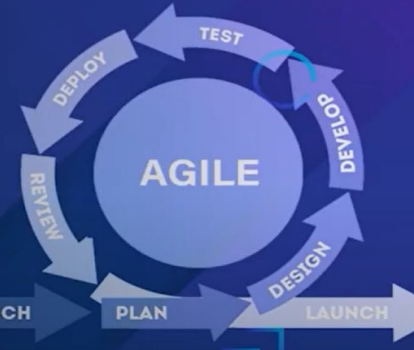 AGILE
PLAN
DESIGN
DEVELOP
TEST
DEPLOY
REVIEW
CH
LAUNCH